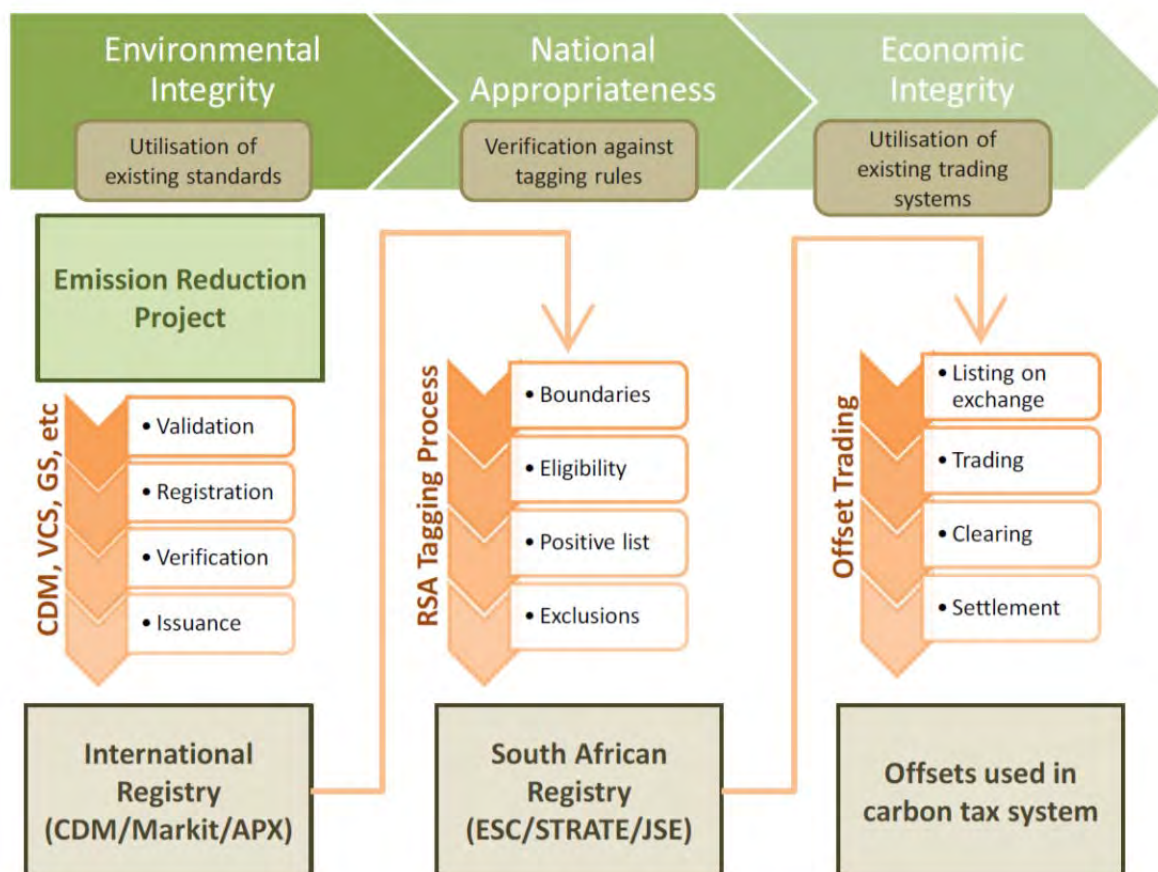 Environmental
Integrity
Utilisation of
existing standards
National
Appropriateness
Verification against
tagging rules
Economic
Integrity
Utilisation of
existing trading
systems
Emission Reduction
Project
CDM, VCS, GS, etc
• Validation
• Registration
• Verification
• Issuance
International
Registry
(CDM/Markit/APX)
RSA Tagging Process
• Boundaries
• Eligibility
• Positive list
• Exclusions
South African
Registry
(ESC/STRATE/JSE)
Offset Trading
• Listing on
exchange
• Trading
• Clearing
• Settlement
Offsets used in
carbon tax system